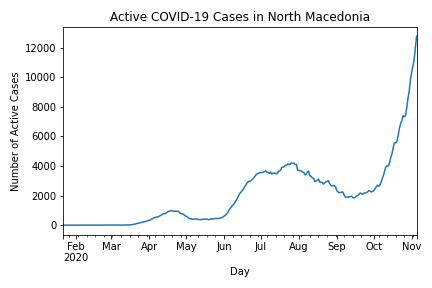 Active COVID-19 Cases in North Macedonia
12000
10000
8000
6000
4000
2000
0
Number of Active Cases
Feb Mar Apr May Jun Jul Aug Sep Oct Nov
2020
Day